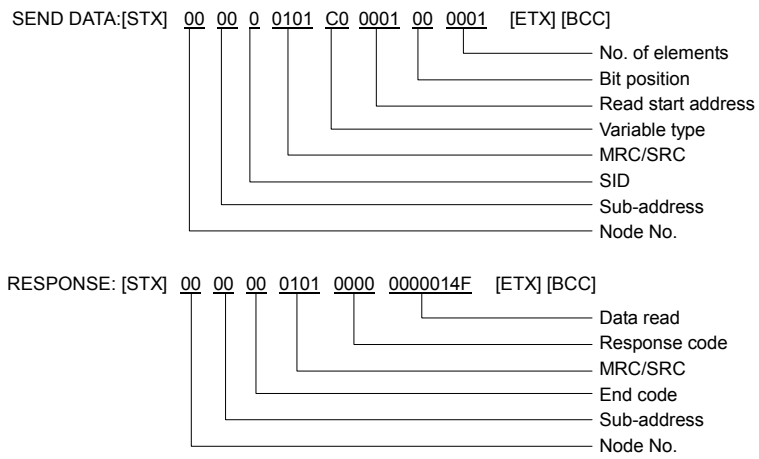 SEND DATA:[STX] 00 00 0 0101 C0 0001 00 0001 [ETX] [BCC]
No. of elements
Bit position
Read start address
Variable type
MRC/SRC
SID
Sub-address
Node No.
RESPONSE: [STX] 00 00 00 0101 0000 0000014F [ETX] [BCC]
Data read
Response code
MRC/SRC
End code
Sub-address
Node No.